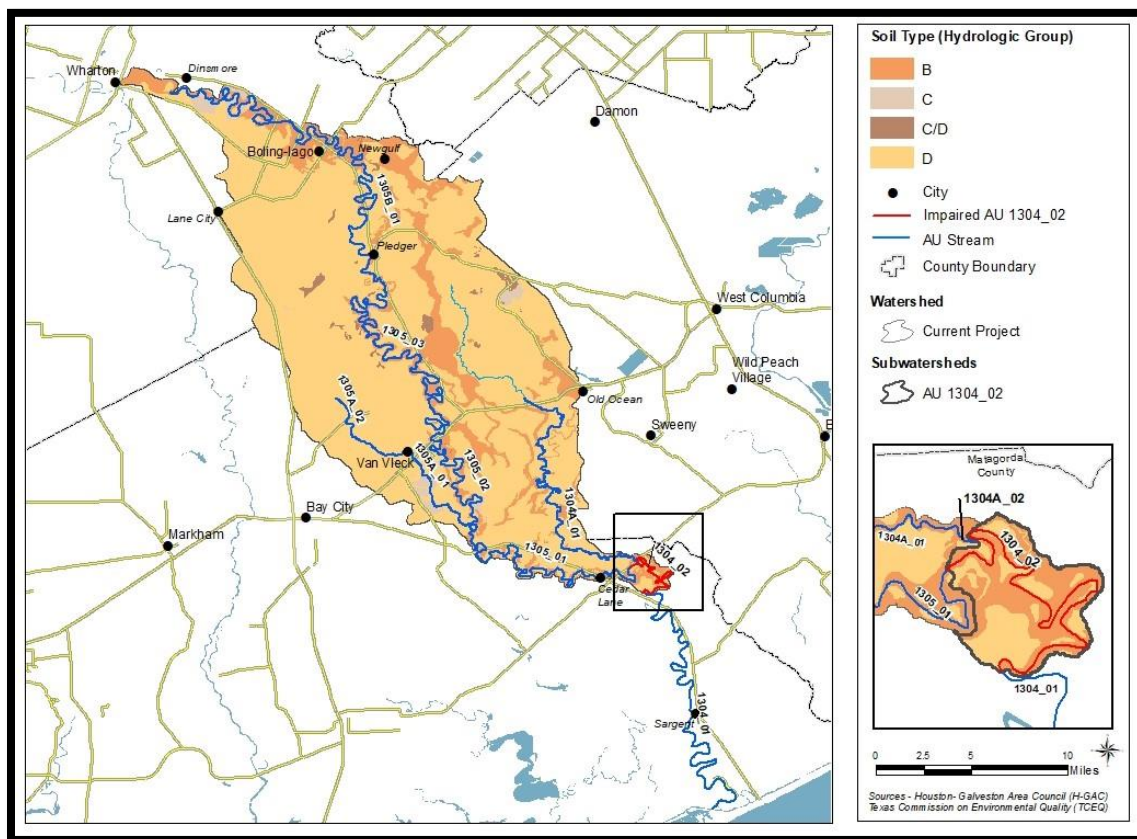 Wharton
Dinsmore
Damon
Boling-Iago
Newgulf
1305B_01
Lane City
Pledger
West Columbia
1305_03
Wild Peach
Village
1305A_02
Old Ocean
Sweeny
Van Vleck
1305A_01
1305_02
Bay City
1304A_01
Markham
1305_01
1304_02
Cedar
Lane
1304_01
Sargent
Soil Type (Hydrologic Group)
B
C
C/D
D
City
Impaired AU 1304_02
AU Stream
County Boundary
Watershed
Current Project
Subwatersheds
AU 1304_02
Matagorda
County
1304A_02
1304A_01
1304_02
1305_01
1304_01
0 2.5 5 10
Miles
Sources - Houston- Galveston Area Council (H-GAC)
Texas Commission on Environmental Quality (TCEQ)